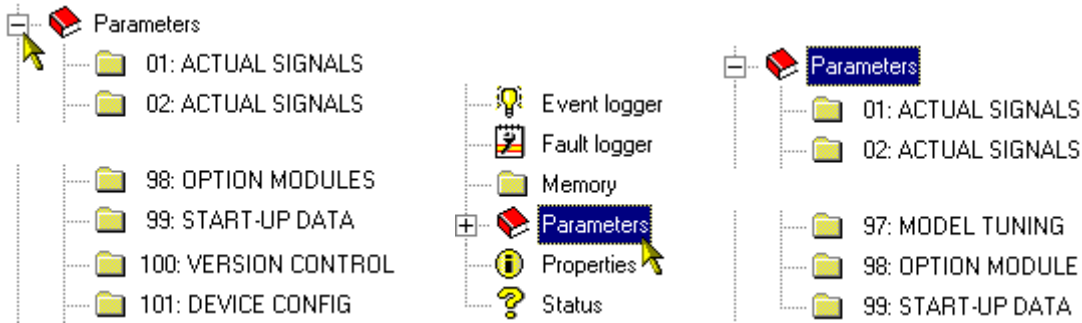 Parameters
01: ACTUAL SIGNALS
02: ACTUAL SIGNALS
98: OPTION MODULES
99: START-UP DATA
100: VERSION CONTROL
101: DEVICE CONFIG
Event logger
Fault logger
Memory
Parameters
Properties
Status
Parameters
01: ACTUAL SIGNALS
02: ACTUAL SIGNALS
97: MODEL TUNING
98: OPTION MODULE
99: START-UP DATA